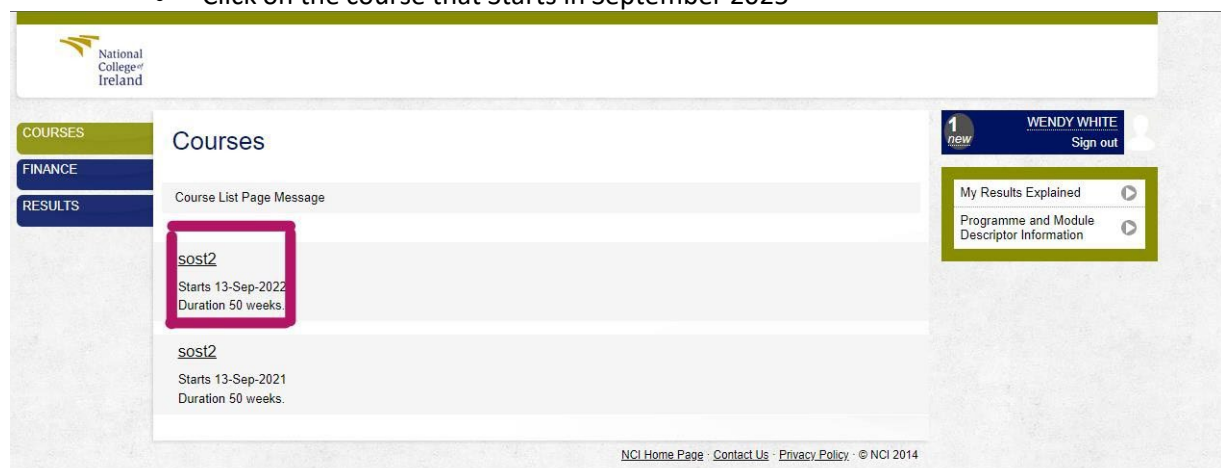 • Click on the course that Starts in September 2023
National
College of
Ireland
COURSES
FINANCE
RESULTS
Courses
Course List Page Message
sost2
Starts 13-Sep-2022
Duration 50 weeks.
sost2
Starts 13-Sep-2021
Duration 50 weeks.
1
new
WENDY WHITE
Sign out
My Results Explained
Programme and Module
Descriptor Information
NCI Home Page · Contact Us · Privacy Policy · © NCI 2014